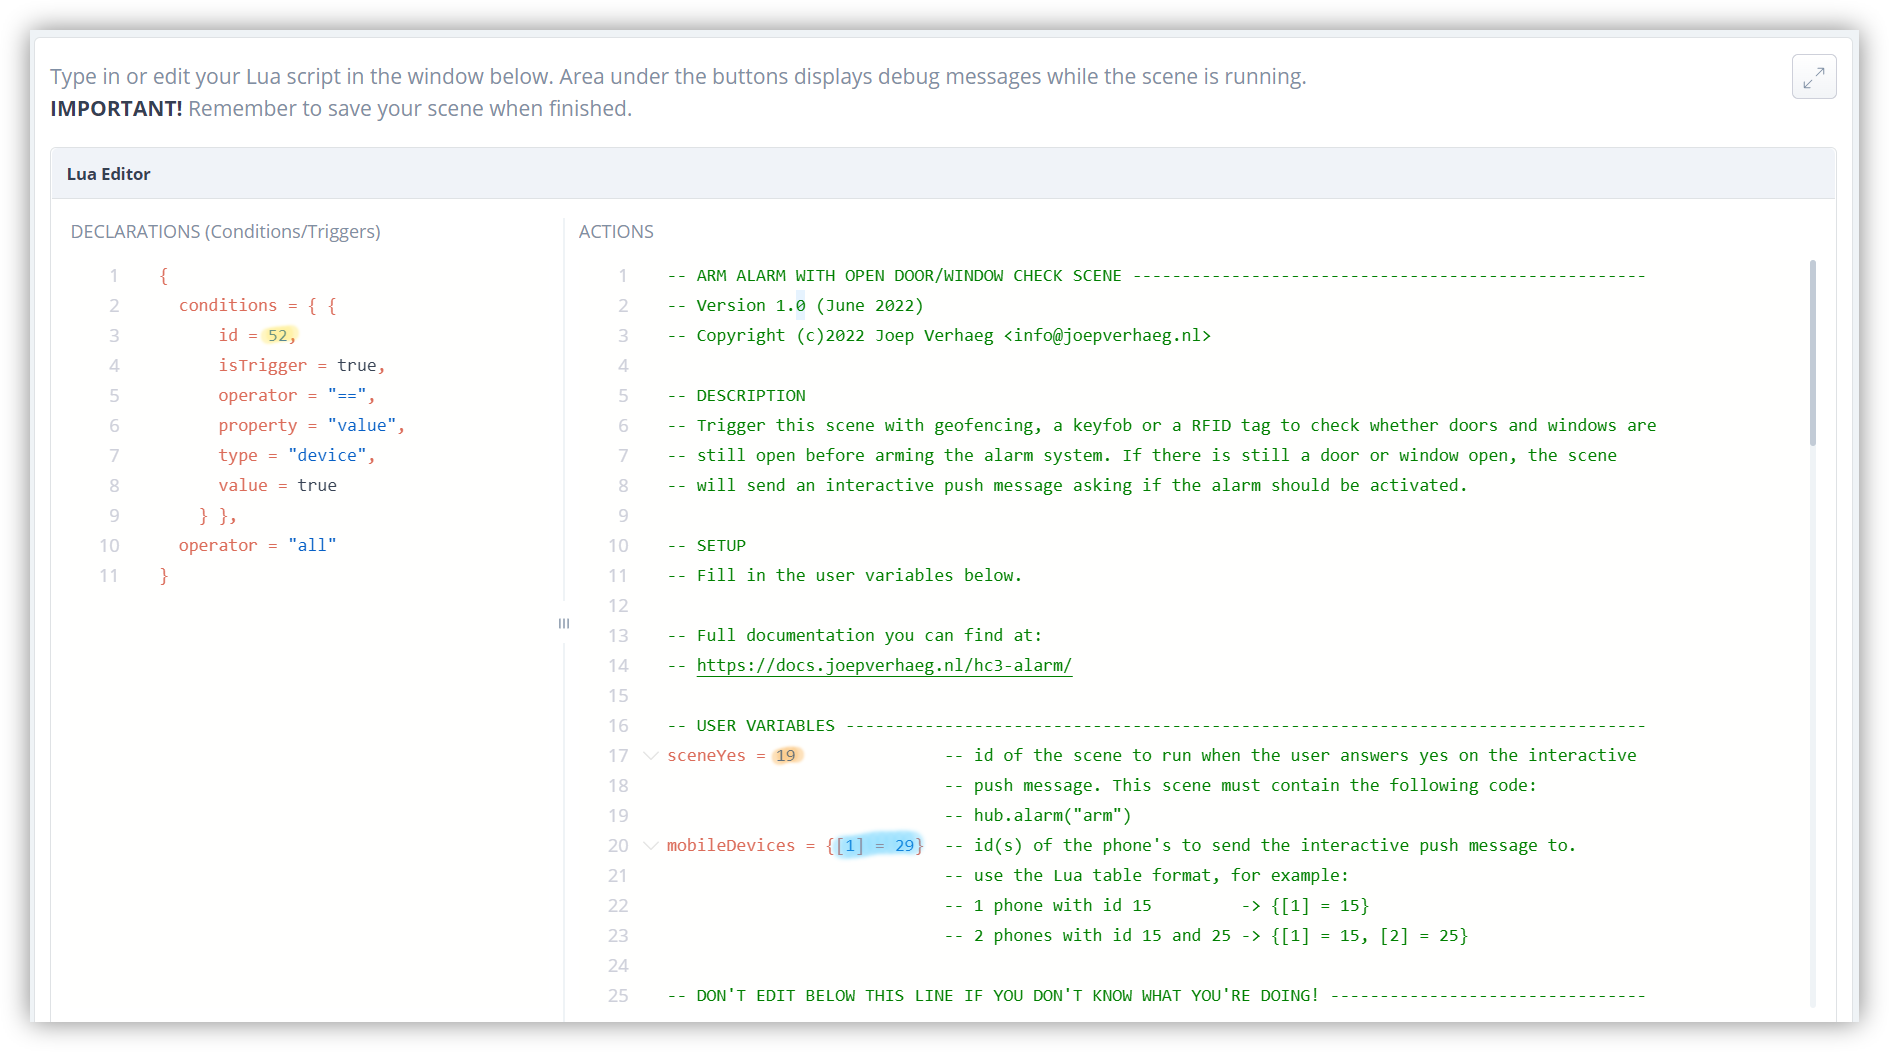 Type in or edit your Lua script in the window below. Area under the buttons displays debug messages while the scene is running.
IMPORTANT! Remember to save your scene when finished.
Lua Editor
DECLARATIONS (Conditions/Triggers)
1 {
2 conditions = { {
3 id = 52,
4 isTrigger = true,
5 operator = "==",
6 property = "value",
7 type = "device",
8 value = true
9 } },
10 operator = "all"
11 }
ACTIONS
1 -- ARM ALARM WITH OPEN DOOR/WINDOW CHECK SCENE ----------------------------------------------------
2 -- Version 1.0 (June 2022)
3 -- Copyright (c)2022 Joep Verhaeg <info@joepverhaeg.nl>
4
5 -- DESCRIPTION
6 -- Trigger this scene with geofencing, a keyfob or a RFID tag to check whether doors and windows are
7 -- still open before arming the alarm system. If there is still a door or window open, the scene
8 -- will send an interactive push message asking if the alarm should be activated.
9
10 -- SETUP
11 -- Fill in the user variables below.
12
13 -- Full documentation you can find at:
14 -- https://docs.joepverhaeg.nl/hc3-alarm/
15
16 -- USER VARIABLES ---------------------------------------------------------------------------------
17 sceneYes = 19 -- id of the scene to run when the user answers yes on the interactive
18 -- push message. This scene must contain the following code:
19 -- hub.alarm("arm")
20 mobileDevices = {[1] = 29} -- id(s) of the phone's to send the interactive push message to.
21 -- use the Lua table format, for example:
22 -- 1 phone with id 15 -> {[1] = 15}
23 -- 2 phones with id 15 and 25 -> {[1] = 15, [2] = 25}
24
25 -- DON'T EDIT BELOW THIS LINE IF YOU DON'T KNOW WHAT YOU'RE DOING! --------------------------------